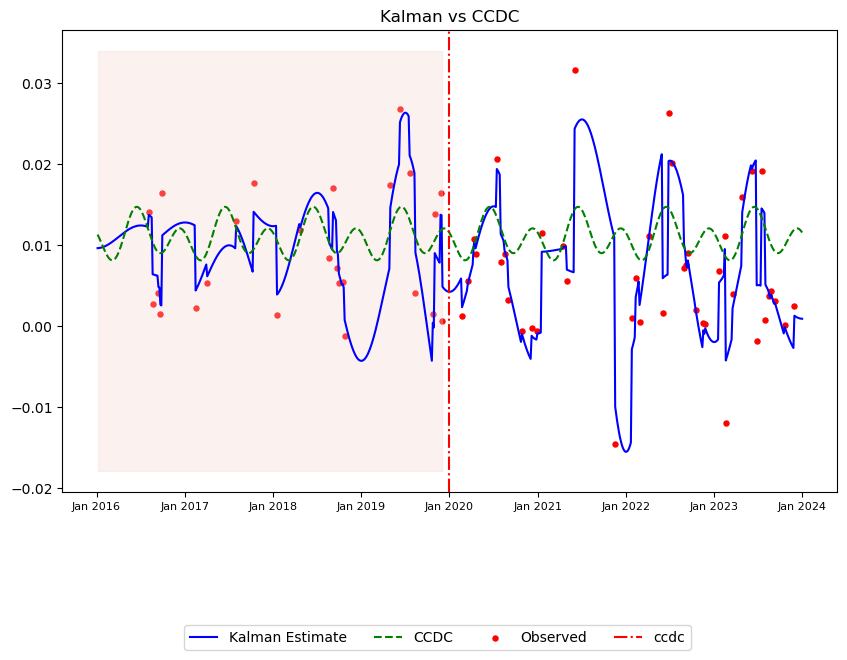 Kalman vs CCDC
0.03
0.02
0.01
0.00
−0.01
−0.02
Jan 2016 Jan 2017 Jan 2018 Jan 2019 Jan 2020 Jan 2021 Jan 2022 Jan 2023 Jan 2024
Kalman Estimate CCDC Observed ccdc